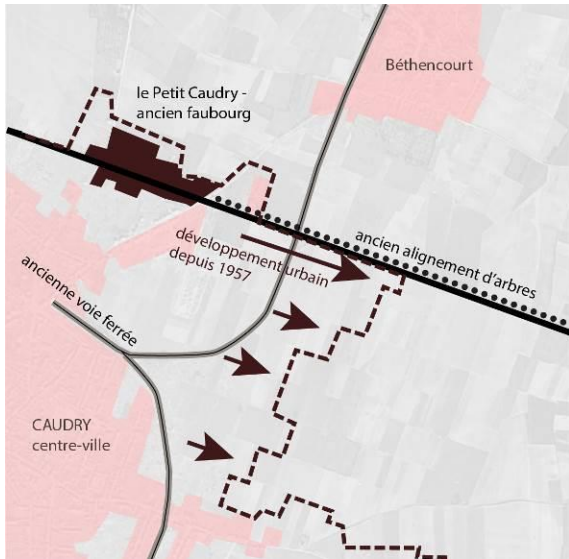 Béthencourt
le Petit Caudry -
ancien faubourg
ancien alignement d'arbres
développement urbain
depuis 1957
ancienne voie ferrée
CAUDRY
centre-ville